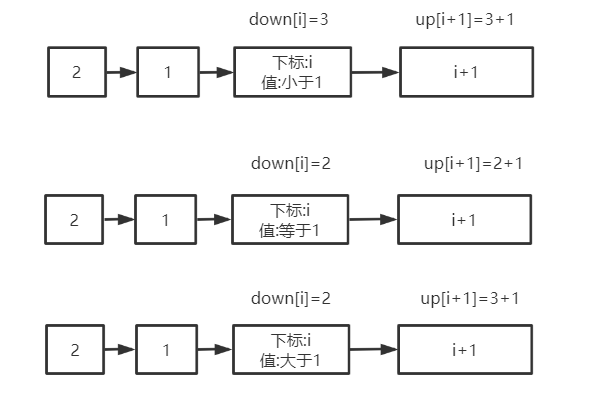 down[i]=3 up[i+1]=3+1
2 1 下标:i i+1
值:小于1
down[i]=2 up[i+1]=2+1
2 1 下标:i i+1
值:等于1
down[i]=2 up[i+1]=3+1
2 1 下标:i i+1
值:大于1